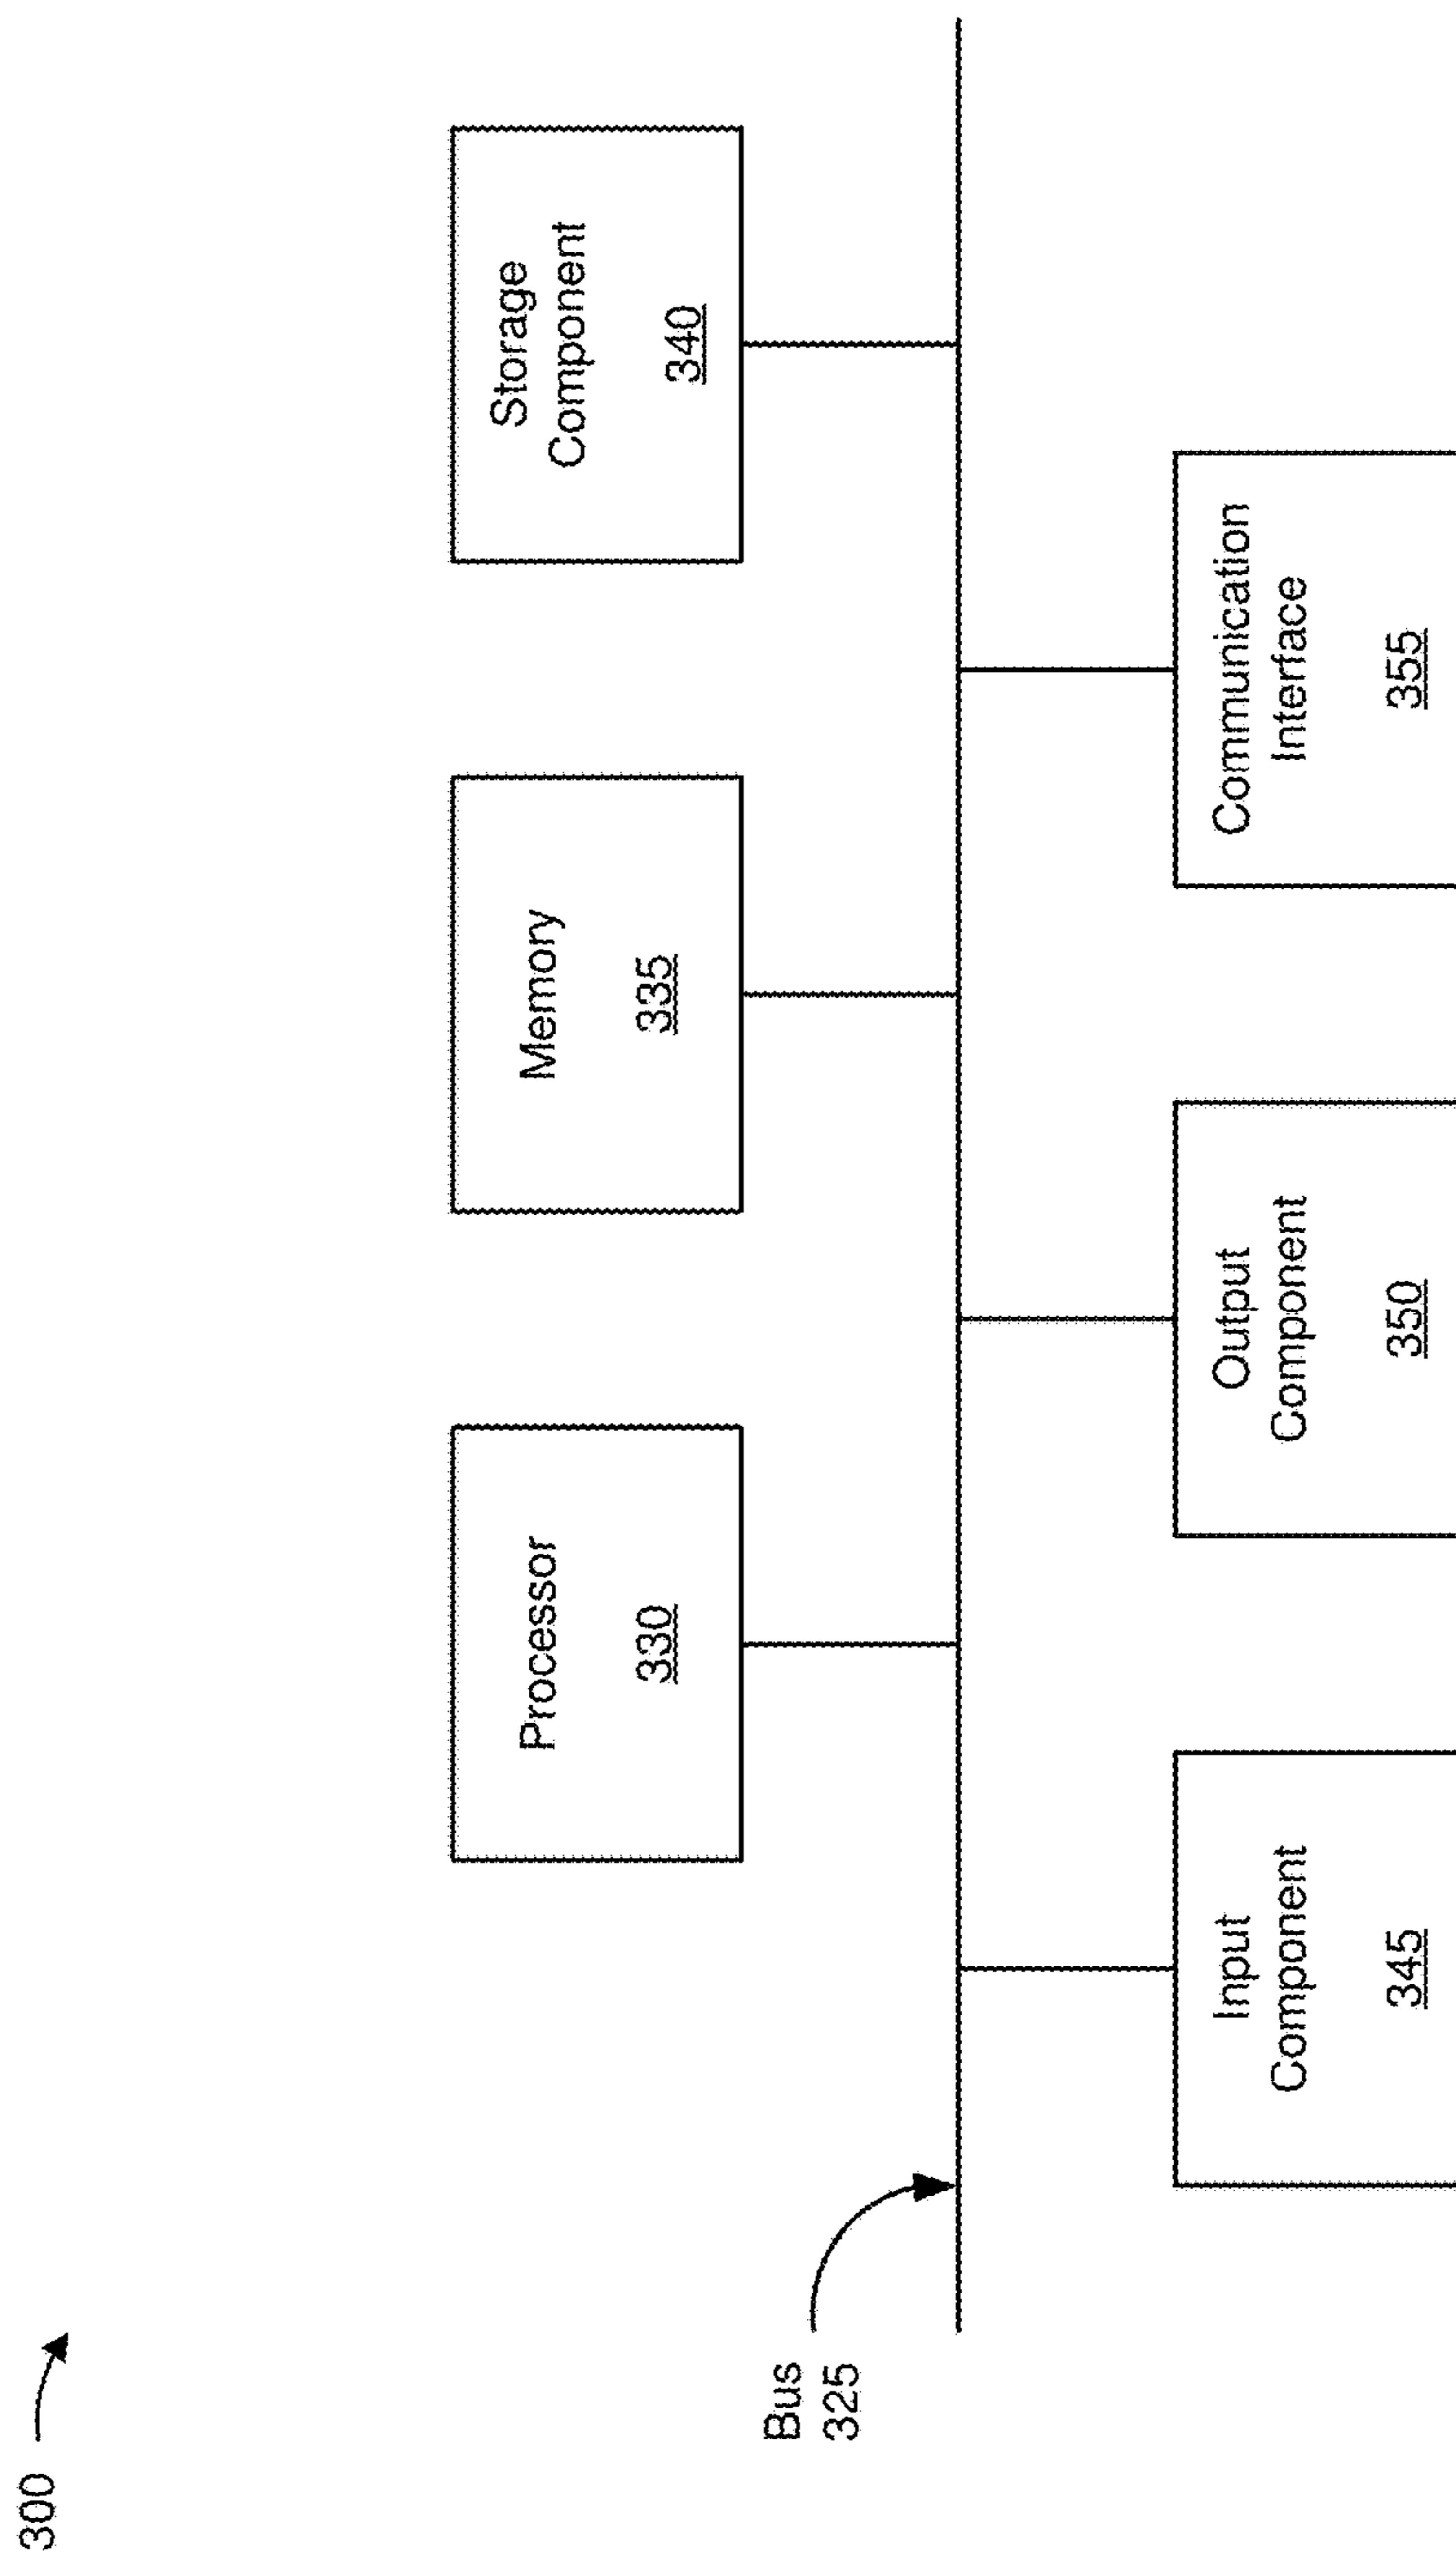 300
Processor
330
Memory
335
Storage
Component
340
Bus
325
Input
Component
345
Output
Component
350
Communication
Interface
355